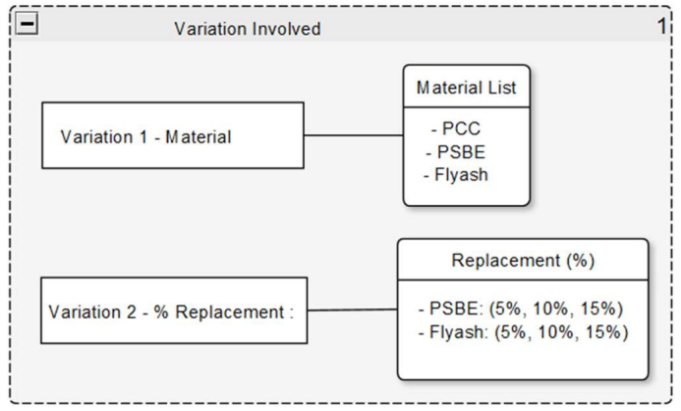 Variation Involved
1
Variation 1 - Material
Material List
- PCC
- PSBE
- Flyash
Variation 2 - % Replacement :
Replacement (%)
- PSBE: (5%, 10%, 15%)
- Flyash: (5%, 10%, 15%)